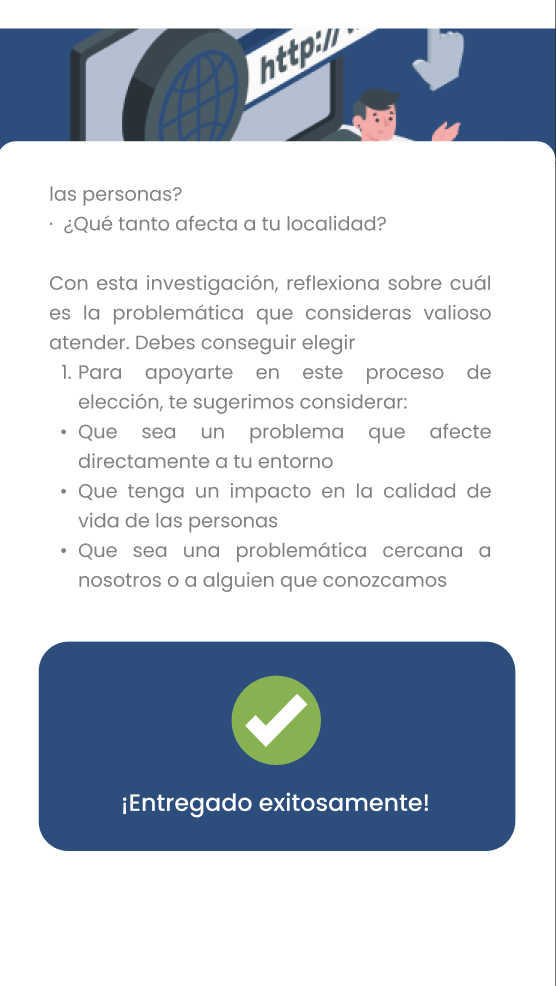 http://
las personas?
· ¿Qué tanto afecta a tu localidad?
Con esta investigación, reflexiona sobre cuál
es la problemática que consideras valioso
atender. Debes conseguir elegir
1. Para apoyarte en este proceso de
elección, te sugerimos considerar:
• Que sea un problema que afecte
directamente a tu entorno
• Que tenga un impacto en la calidad de
vida de las personas
• Que sea una problemática cercana a
nosotros o a alguien que conozcamos
¡Entregado exitosamente!